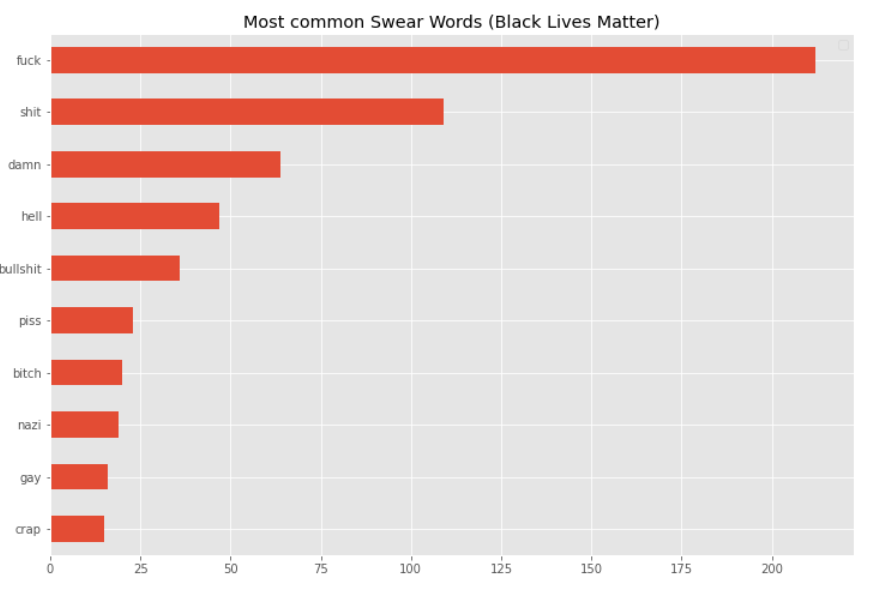 Most common Swear Words (Black Lives Matter)
fuck
shit
damn
hell
bullshit
piss
bitch
nazi
gay
crap
0 25 50 75 100 125 150 175 200